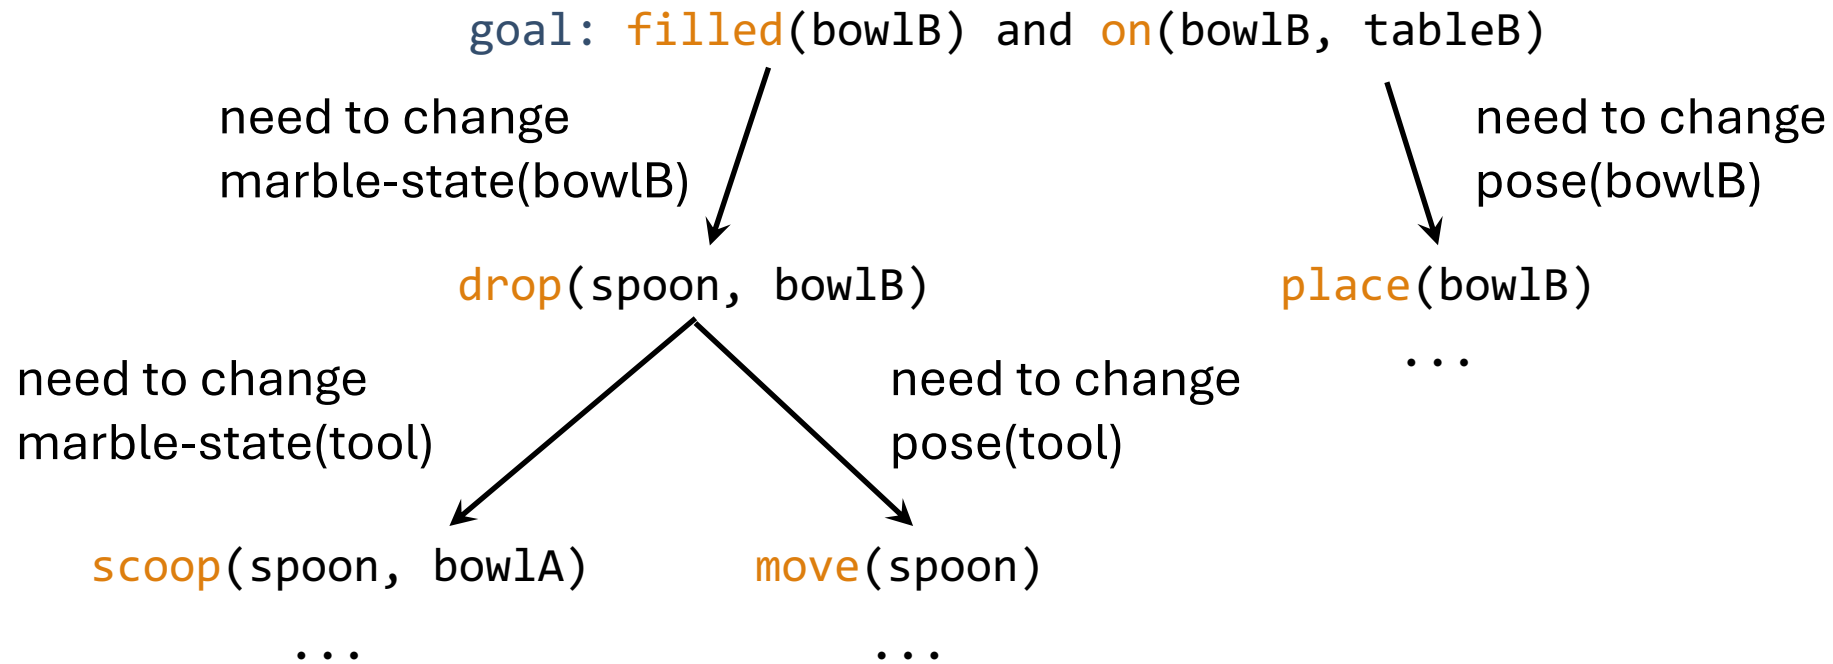 goal: filled(bowlB) and on(bowlB, tableB)
need to change
marble-state(bowlB)
need to change
pose(bowlB)
drop(spoon, bowlB)
place(bowlB)
...
need to change
marble-state(tool)
need to change
pose(tool)
scoop(spoon, bowlA)
move(spoon)
...
...